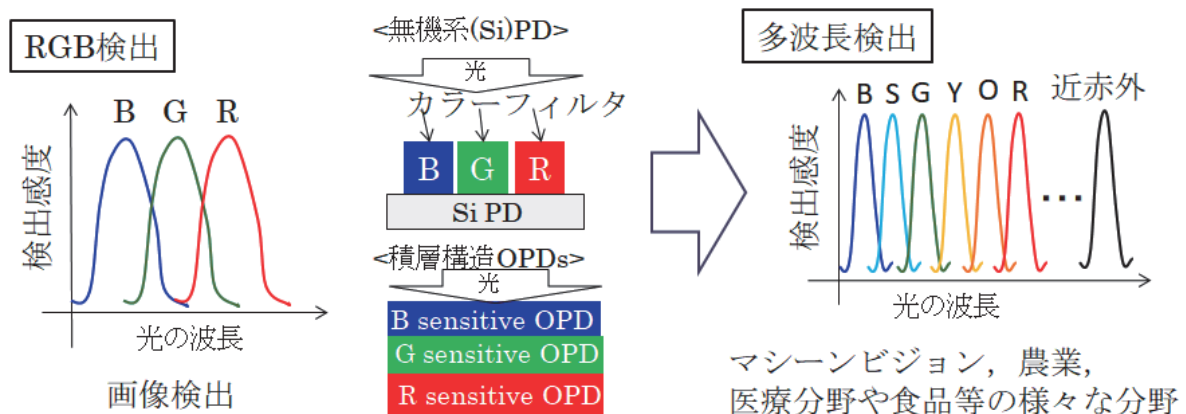 RGB検出
B G R
検出感度
光の波長
画像検出
<無機系(Si)PD>
光
カラーフィルタ
B G R
Si PD
<積層構造OPDs>
光
B sensitive OPD
G sensitive OPD
R sensitive OPD
多波長検出
B S G Y O R 近赤外
検出感度
…
光の波長
マシーンビジョン，農業，
医療分野や食品等の様々な分野